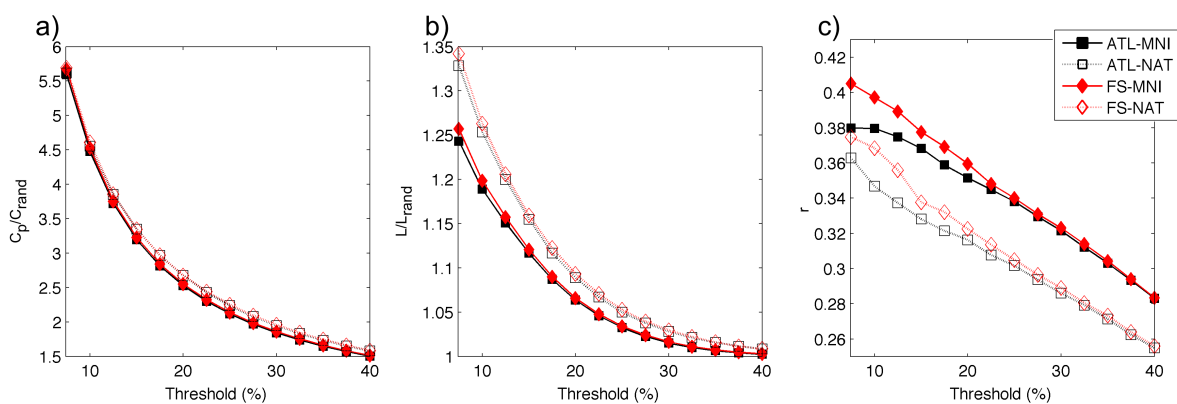 a)
6
5.5
5
4.5
4
3.5
3
2.5
2
1.5
Cp/Crand
10 20 30 40
Threshold (%)
b)
1.35
1.3
1.25
1.2
1.15
1.1
1.05
1
L/Lrand
10 20 30 40
Threshold (%)
c)
0.42
0.4
0.38
0.36
0.34
0.32
0.3
0.28
0.26
r
10 20 30 40
Threshold (%)
ATL-MNI
ATL-NAT
FS-MNI
FS-NAT